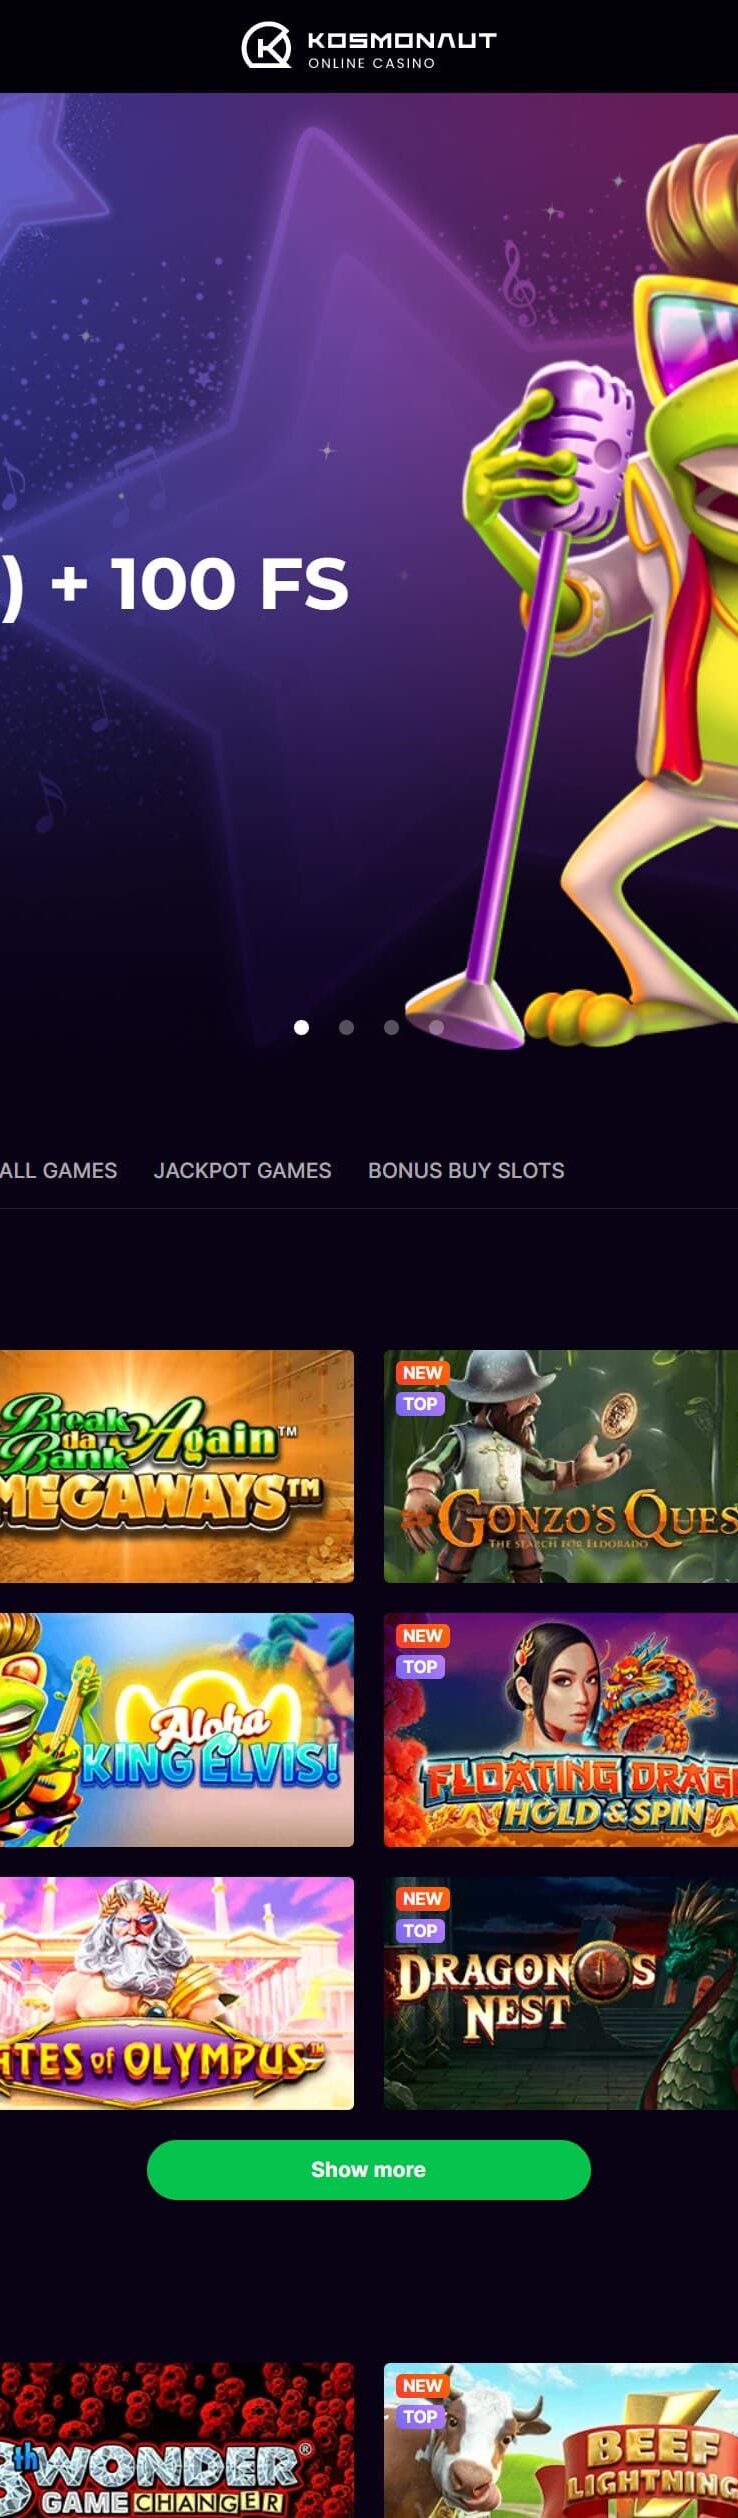 KOSMONAUT
ONLINE CASINO
) + 100 FS
ALL GAMES JACKPOT GAMES BONUS BUY SLOTS
Break da Bank Again™
MEGAWAYS™
NEW
TOP
GONZO'S QUES
THE SEARCH FOR ELDORADO
Aloha
KING ELVIS!
NEW
TOP
FLOATING DRAG
HOLD & SPIN
TES of OLYMPUS™
NEW
TOP
DRAGON'S
NEST
Show more
8th WONDER®
GAME CHANGER
NEW
TOP
BEEF
LIGHTNING